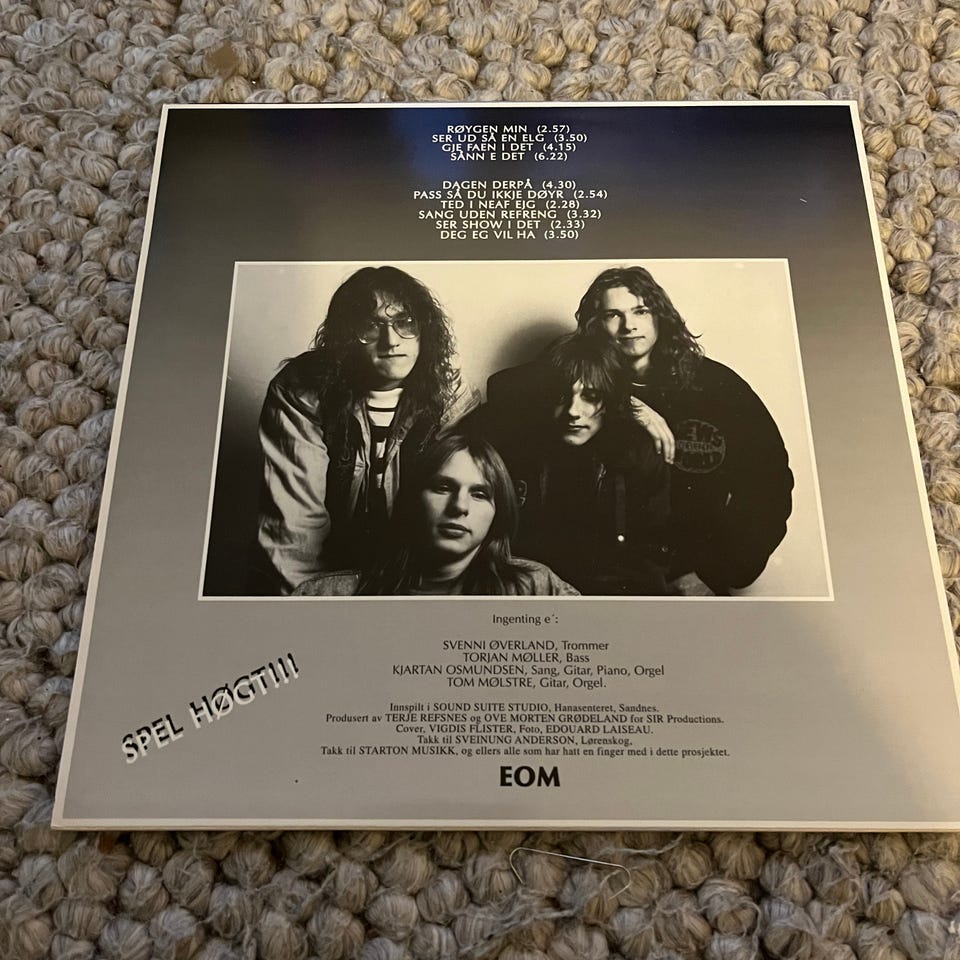 RØYGEN MIN (2.57)
SER UD SÅ EN ELG (3.50)
GJE FAEN I DET (4.15)
SÅNN E DET (6.22)
DAGEN DERPÅ (4.30)
PASS SÅ DU IKKJE DØYR (2.54)
TED I NEAF EJG (2.28)
SANG UDEN REFRENG (3.32)
SER SHOW I DET (2.33)
DEG EG VIL HA (3.50)
Ingenting e´:
SVENNI ØVERLAND, Trommer
TORJAN MØLLER, Bass
KJARTAN OSMUNDSEN, Sang, Gitar, Piano, Orgel
TOM MØLSTRE, Gitar, Orgel.
SPEL HØGT!!!
Innspilt i SOUND SUITE STUDIO, Hanasenteret, Sandnes.
Produsert av TERJE REFSNES og OVE MORTEN GRØDELAND for SIR Productions.
Cover, VIGDIS FLISTER, Foto, EDOUARD LAISEAU.
Takk til SVEINUNG ANDERSON, Lørenskog,
Takk til STARTON MUSIKK, og ellers alle som har hatt en finger med i dette prosjektet.
EOM